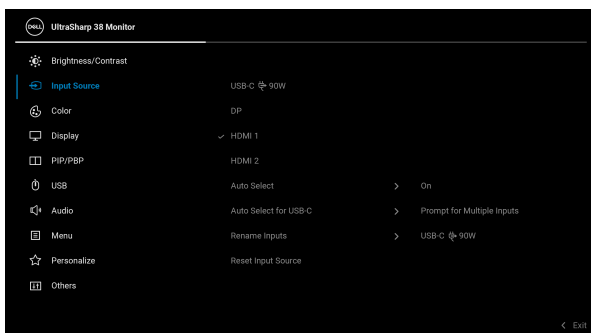 DELL UltraSharp 38 Monitor
Brightness/Contrast
Input Source USB-C 90W
Color DP
Display ✓ HDMI 1
PIP/PBP HDMI 2
USB Auto Select > On
Audio Auto Select for USB-C > Prompt for Multiple Inputs
Menu Rename Inputs > USB-C 90W
Personalize Reset Input Source
Others
< Exit